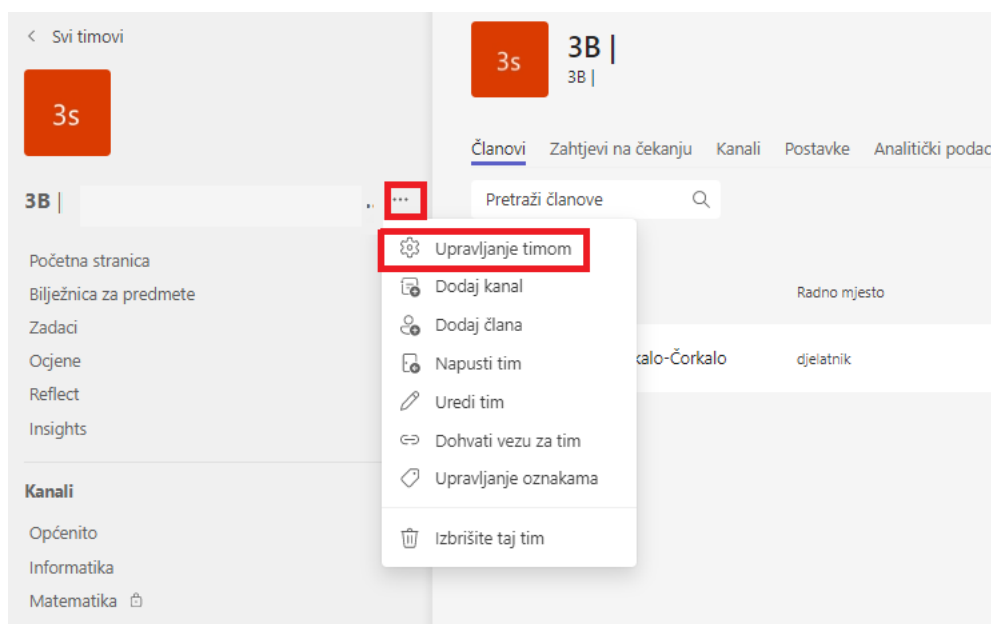 Svi timovi
3s
3B |
Početna stranica
Bilježnica za predmete
Zadaci
Ocjene
Reflect
Insights
Kanali
Općenito
Informatika
Matematika
3s
3B |
3B |
Članovi Zahtjevi na čekanju Kanali Postavke Analitički
Pretraži članove
Upravljanje timom
Dodaj kanal
Dodaj člana
Napusti tim
Uredi tim
Dohvati vezu za tim
Upravljanje oznakama
Izbrišite taj tim
Radno mjesto
kalo-Čorkalo djelatnik